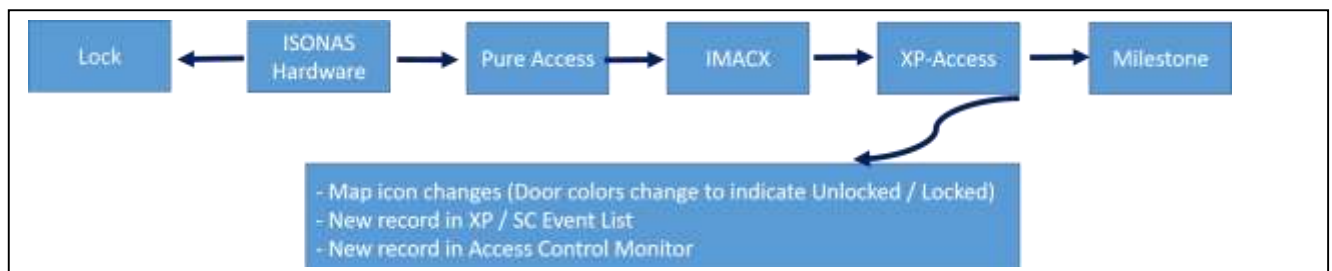 Lock
ISONAS
Hardware
Pure Access
IMACX
XP-Access
Milestone
- Map icon changes (Door colors change to indicate Unlocked / Locked)
- New record in XP / SC Event List
- New record in Access Control Monitor